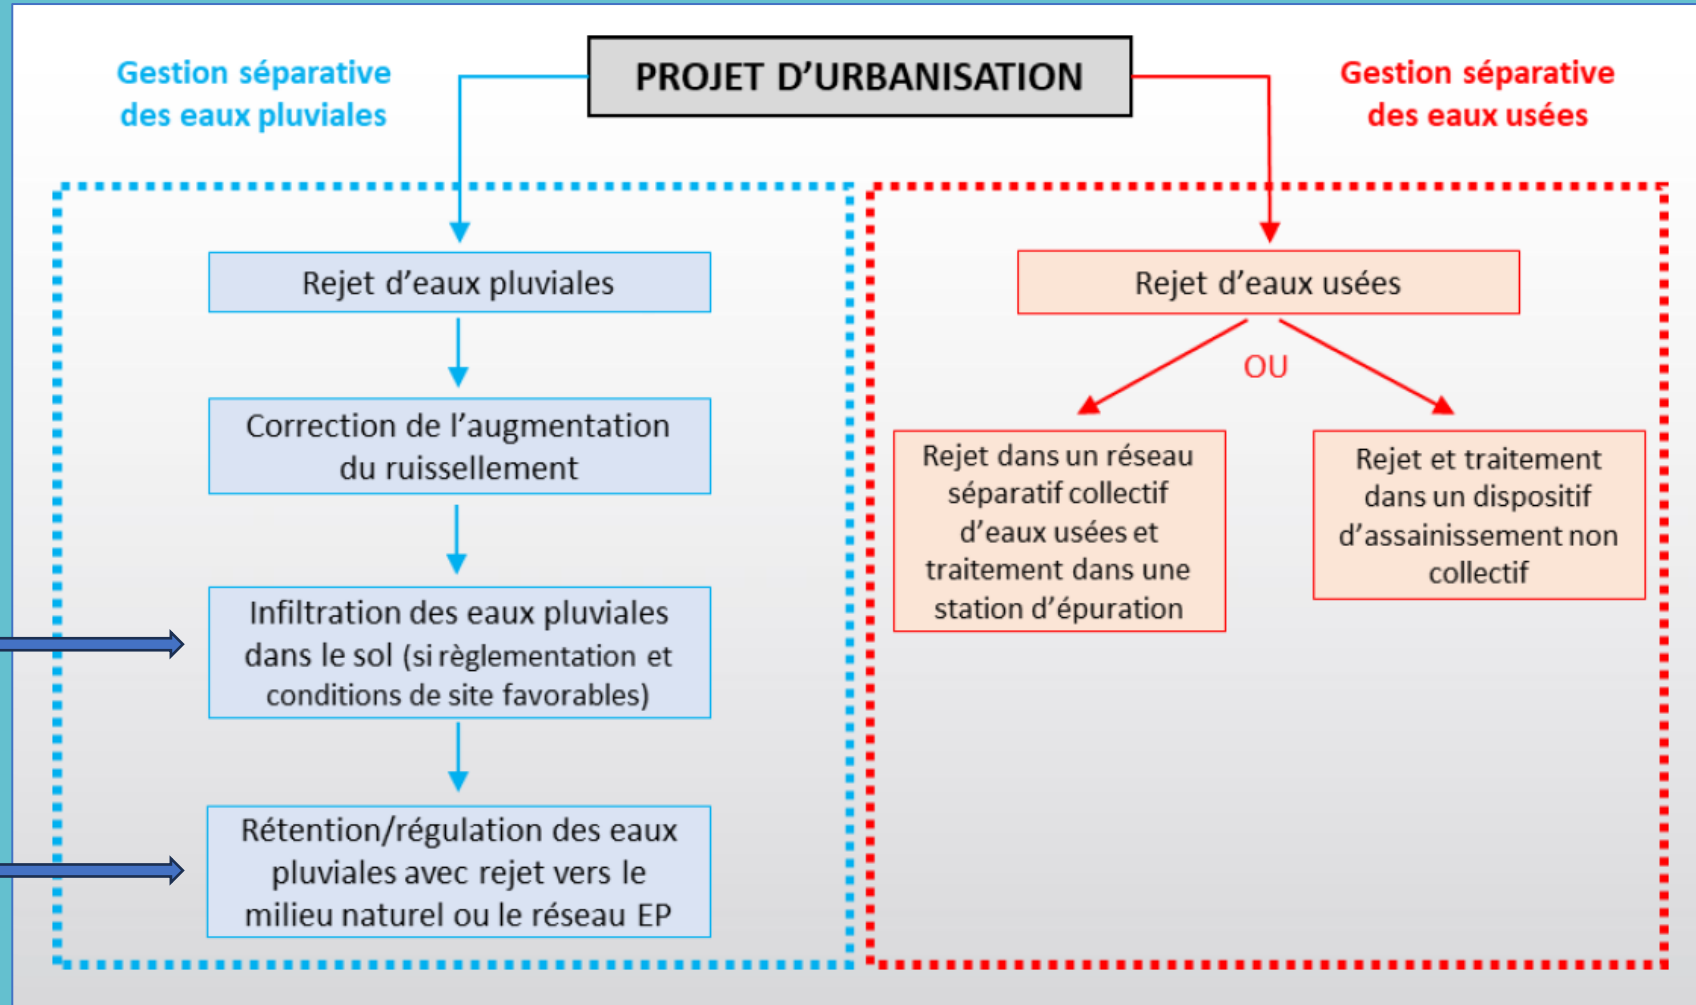 PROJET D’URBANISATION
Gestion séparative
des eaux pluviales
Gestion séparative
des eaux usées
Rejet d’eaux pluviales
Correction de l’augmentation
du ruissellement
Infiltration des eaux pluviales
dans le sol (si règlementation et
conditions de site favorables)
Rétention/régulation des eaux
pluviales avec rejet vers le
milieu naturel ou le réseau EP
Rejet d’eaux usées
OU
Rejet dans un réseau
séparatif collectif
d’eaux usées et
traitement dans une
station d’épuration
Rejet et traitement
dans un dispositif
d’assainissement non
collectif